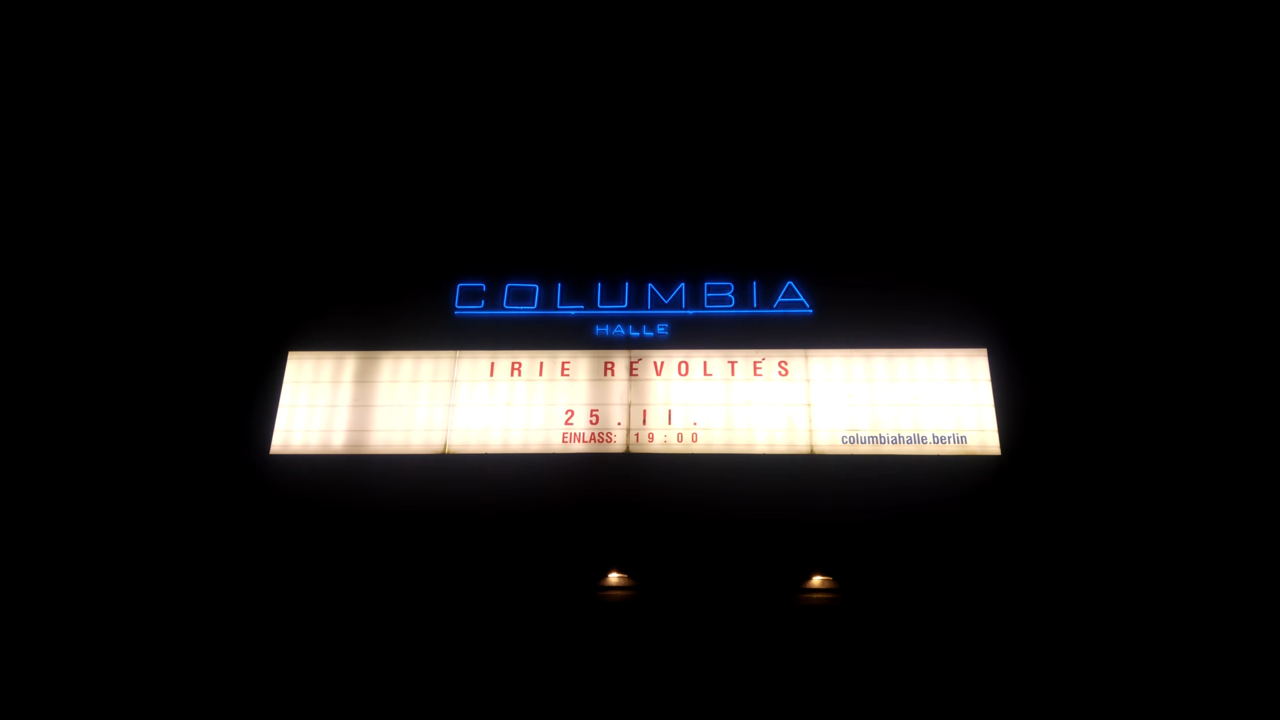 COLUMBIA
HALLE
IRIE RÉVOLTÉS
25.11.
EINLASS: 19:00
columbiahalle.berlin